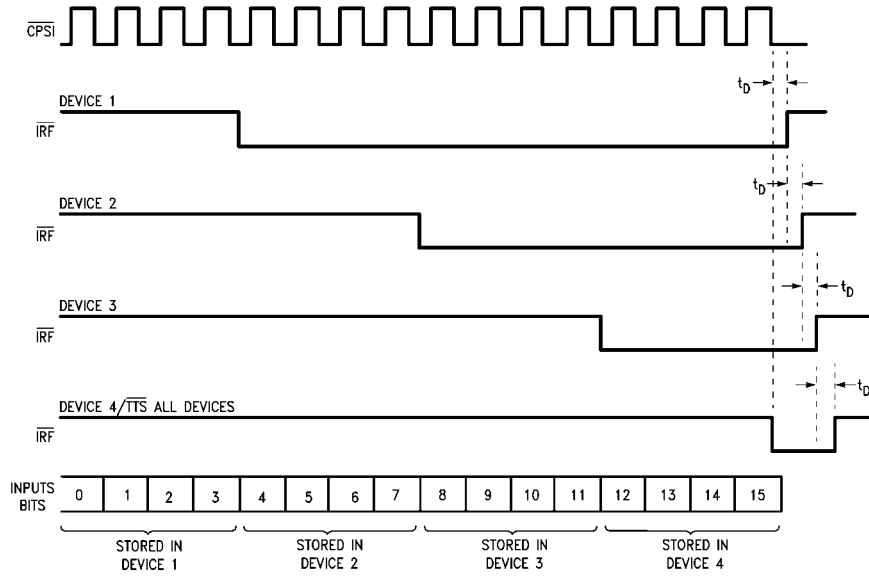 CPSI
t_D
DEVICE 1
IRF
t_D
DEVICE 2
IRF
t_D
DEVICE 3
IRF
t_D
DEVICE 4/TTS ALL DEVICES
IRF
INPUTS BITS 0 1 2 3 4 5 6 7 8 9 10 11 12 13 14 15
STORED IN DEVICE 1
STORED IN DEVICE 2
STORED IN DEVICE 3
STORED IN DEVICE 4